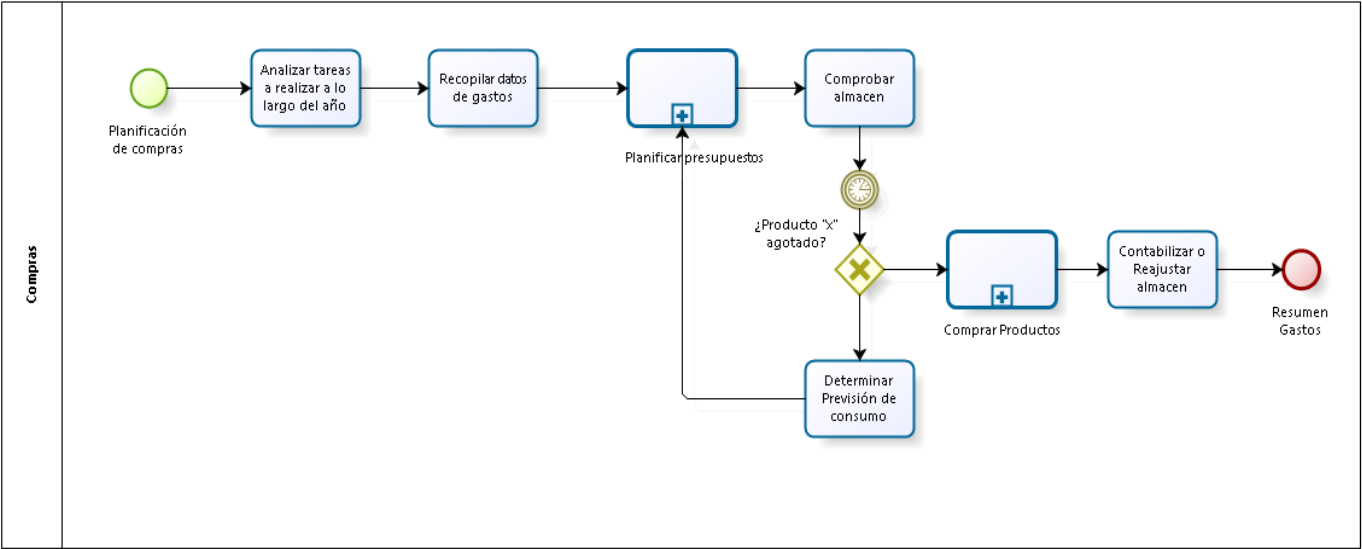 Compras
Planificación
de compras
Analizar tareas
a realizar a lo
largo del año
Recopilar datos
de gastos
Planificar presupuestos
Comprobar
almacen
¿Producto "x"
agotado?
Comprar Productos
Contabilizar o
Reajustar
almacen
Resumen
Gastos
Determinar
Previsión de
consumo